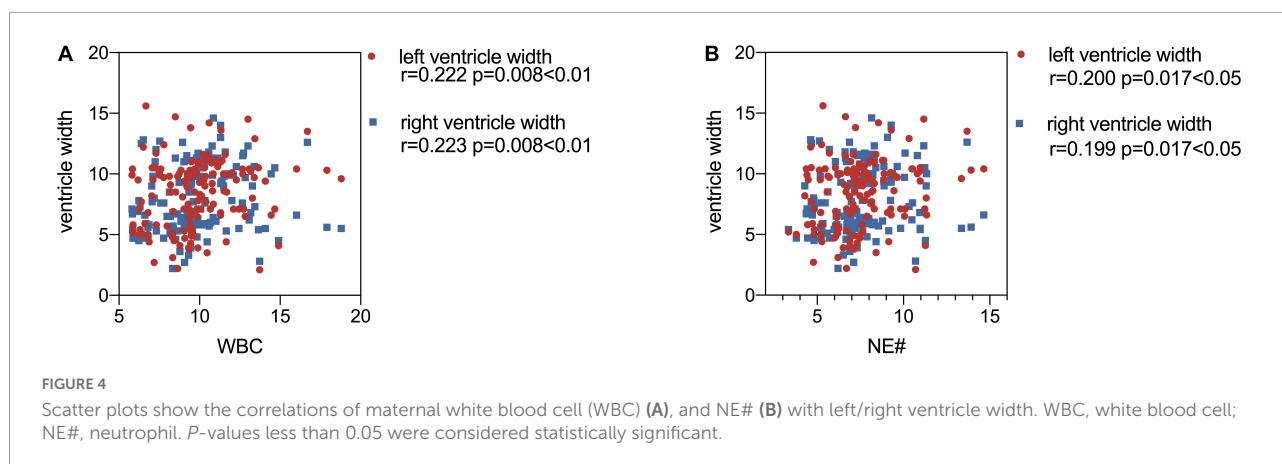 A
20
15
10
5
0
5
10
15
20
ventricle width
WBC
left ventricle width
r=0.222 p=0.008<0.01
right ventricle width
r=0.223 p=0.008<0.01
B
20
15
10
5
0
5
10
15
ventricle width
NE#
left ventricle width
r=0.200 p=0.017<0.05
right ventricle width
r=0.199 p=0.017<0.05
FIGURE 4
Scatter plots show the correlations of maternal white blood cell (WBC) (A), and NE# (B) with left/right ventricle width. WBC, white blood cell;
NE#, neutrophil. P-values less than 0.05 were considered statistically significant.